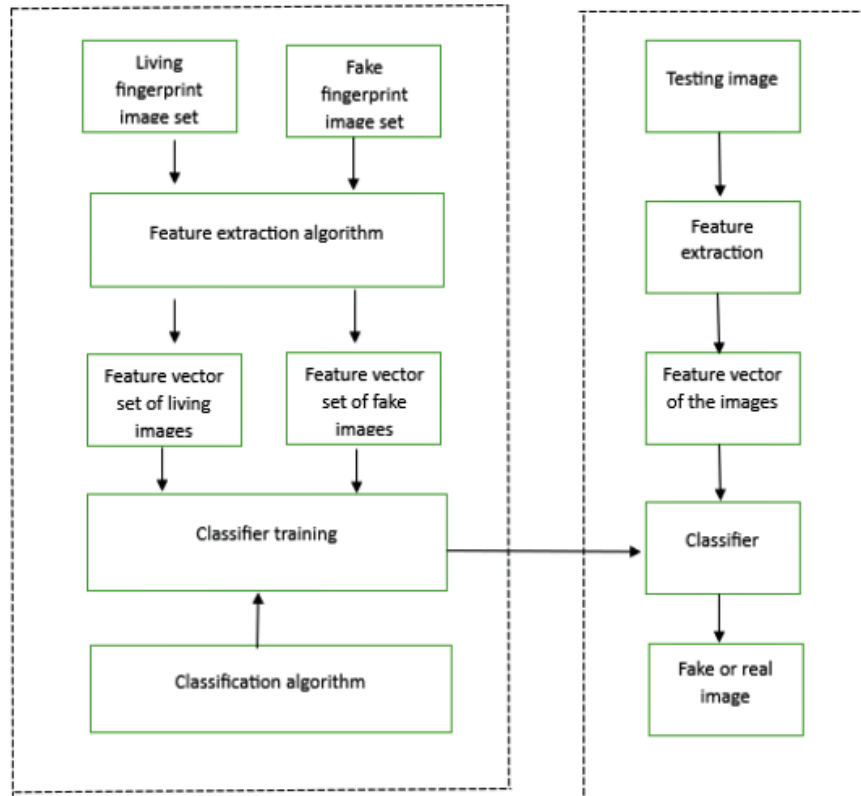 Living
fingerprint
image set
Fake
fingerprint
image set
Feature extraction algorithm
Feature vector
set of living
images
Feature vector
set of fake
images
Classifier training
Classification algorithm
Testing image
Feature
extraction
Feature vector
of the images
Classifier
Fake or real
image